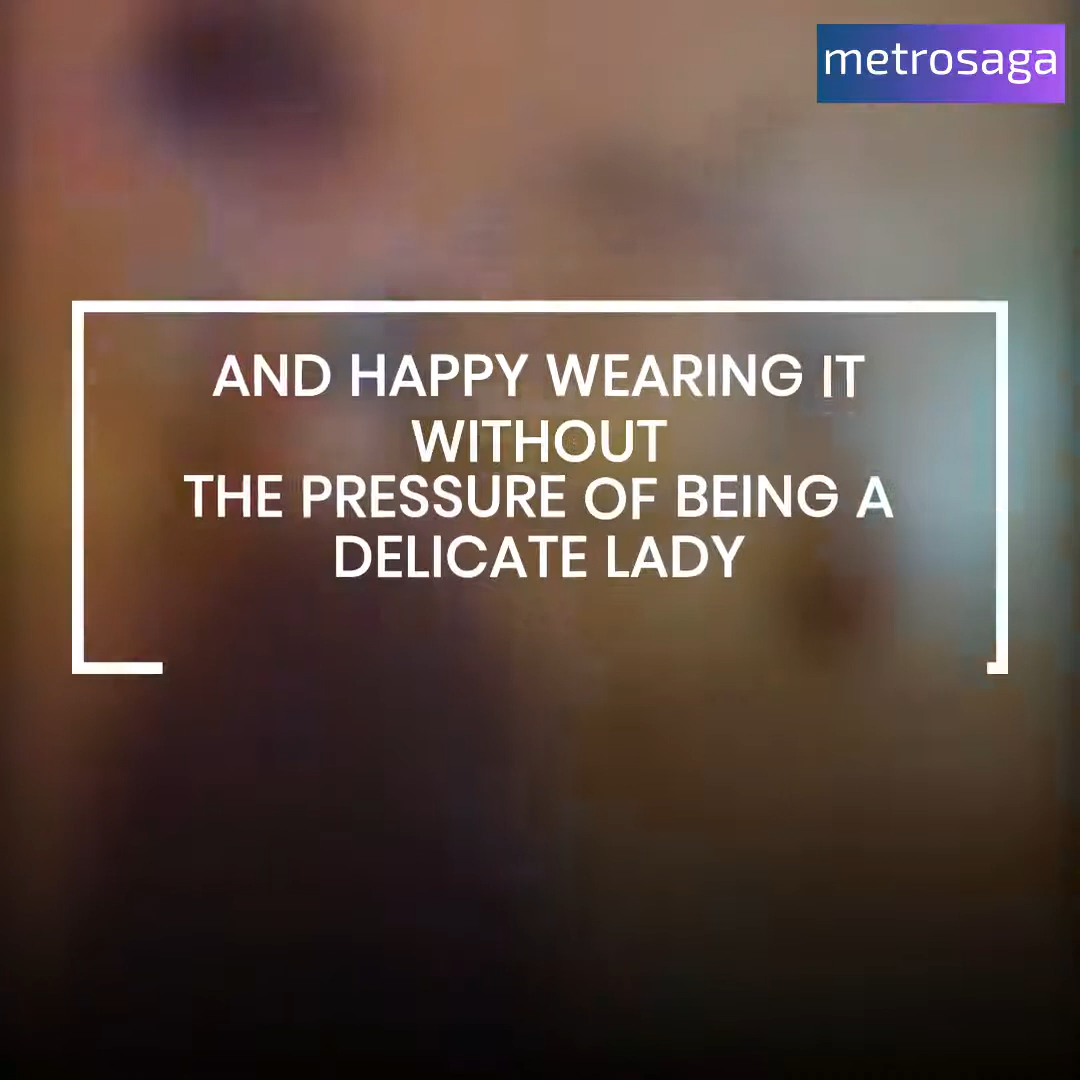 metrosaga
AND HAPPY WEARING IT
WITHOUT
THE PRESSURE OF BEING A
DELICATE LADY